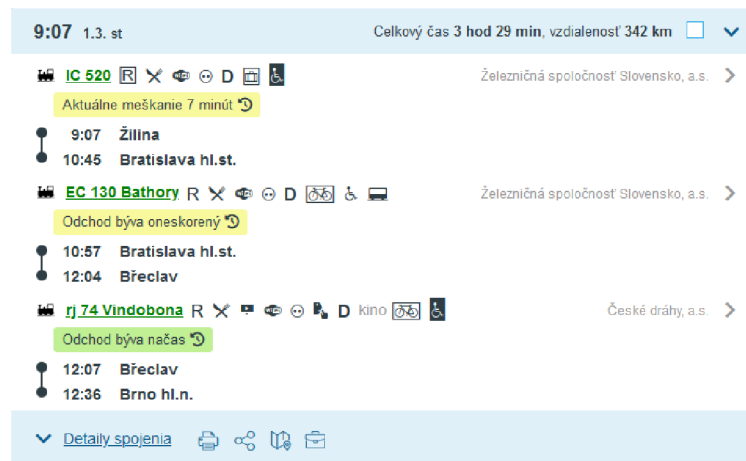 9:07 1.3. st Celkový čas 3 hod 29 min, vzdialenosť 342 km
IC 520 R D Železničná spoločnosť Slovensko, a.s.
Aktuálne meškanie 7 minút
9:07 Žilina
10:45 Bratislava hl.st.
EC 130 Bathory R D Železničná spoločnosť Slovensko, a.s.
Odchod býva oneskorený
10:57 Bratislava hl.st.
12:04 Břeclav
rj 74 Vindobona R D kino České dráhy, a.s.
Odchod býva načas
12:07 Břeclav
12:36 Brno hl.n.
Detaily spojenia